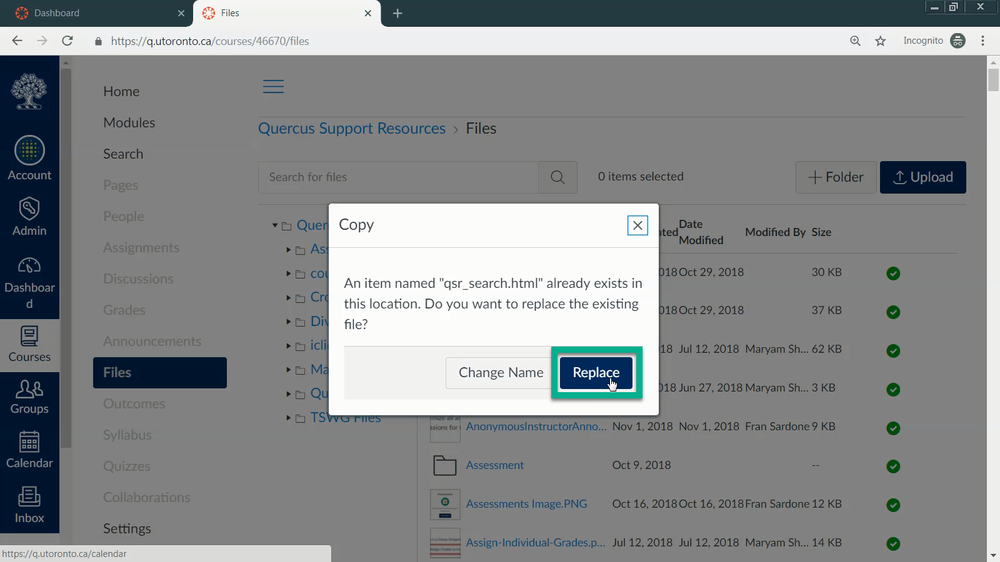 Dashboard
Files
https://q.utoronto.ca/courses/46670/files
Incognito
Account
Admin
Dashboar
d
Courses
Groups
Calendar
Inbox
Home
Modules
Search
Pages
People
Assignments
Discussions
Grades
Announcements
Files
Outcomes
Syllabus
Quizzes
Collaborations
Settings
Quercus Support Resources > Files
Search for files
0 items selected
Folder
Upload
Quer
Ass
cou
Cro
Div
icli
Ma
Qu
TSWG Files
Copy
An item named "qsr_search.html" already exists in
this location. Do you want to replace the existing
file?
Change Name
Replace
ated Date Modified Modified By Size
018 Oct 29, 2018 30 KB
018 Oct 29, 2018 37 KB
18 Jul 12, 2018 Maryam Sh... 62 KB
018 Jun 27, 2018 Maryam Sh... 3 KB
AnonymousInstructorAnno... Nov 1, 2018 Nov 1, 2018 Fran Sardone 9 KB
Assessment Oct 9, 2018 --
Assessments Image.PNG Oct 16, 2018 Oct 16, 2018 Fran Sardone 12 KB
Assign-Individual-Grades.p... Jul 12, 2018 Jul 12, 2018 Maryam Sh... 14 KB
https://q.utoronto.ca/calendar